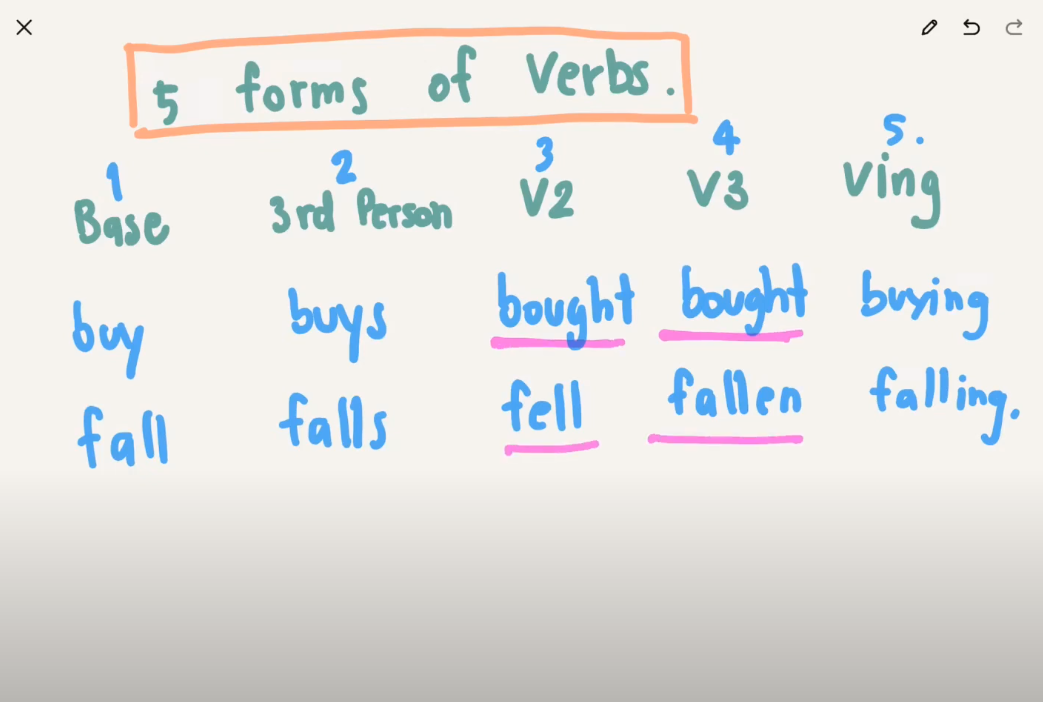 5 forms of Verbs.
1 2 3 4 5.
Base 3rd Person V2 V3 Ving
buy buys bought bought buying
fall falls fell fallen falling.